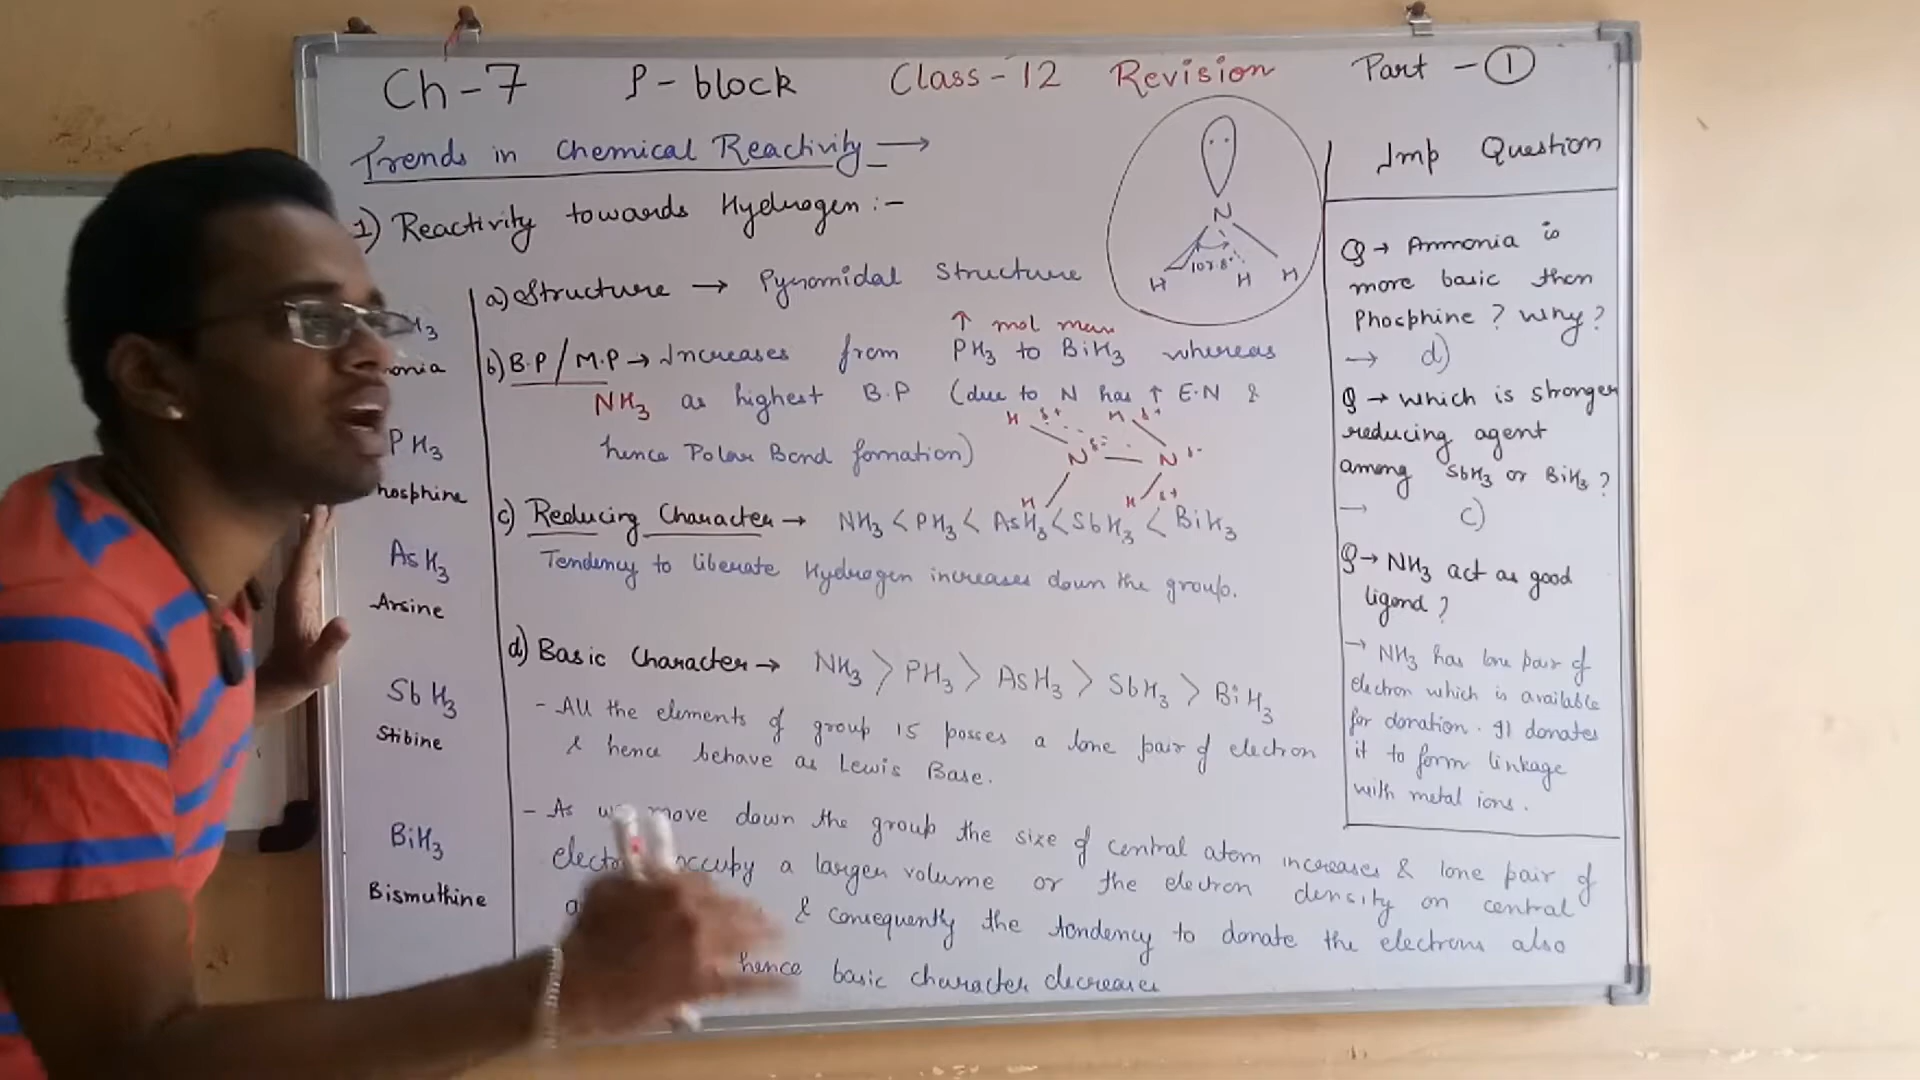 Ch-7 P-block Class-12 Revision Part - ①
Trends in Chemical Reactivity →
1) Reactivity towards Hydrogen :-
a) Structure → Pyramidal structure
↑ mol mass
b) B.P/M.P → Increases from PH3 to BiH3 whereas
NH3 as highest B.P (due to N has ↑ E.N &
hence Polar Bond formation)
c) Reducing Character → NH3 < PH3 < AsH3 < SbH3 < BiH3
Tendency to liberate Hydrogen increases down the group.
d) Basic Character → NH3 > PH3 > AsH3 > SbH3 > BiH3
- All the elements of group 15 posses a lone pair of electron
& hence behave as Lewis Base.
- As we move down the group the size of central atom increases & lone pair of
occupy a larger volume or the electron density on central
& consequently the tendency to donate the electrons also
hence basic character decreases
H3
onia
PH3
hosphine
AsH3
Arsine
SbH3
Stibine
BiH3
Bismuthine
N
107.8°
H H H
H δ+ H δ+
N δ- N δ-
H H δ+
Imp Question
Q → Ammonia is
more basic then
Phosphine ? why ?
→ d)
Q → which is stronger
reducing agent
among SbH3 or BiH3 ?
→ c)
Q → NH3 act as good
ligand ?
→ NH3 has lone pair of
electron which is available
for donation. It donates
it to form linkage
with metal ions.